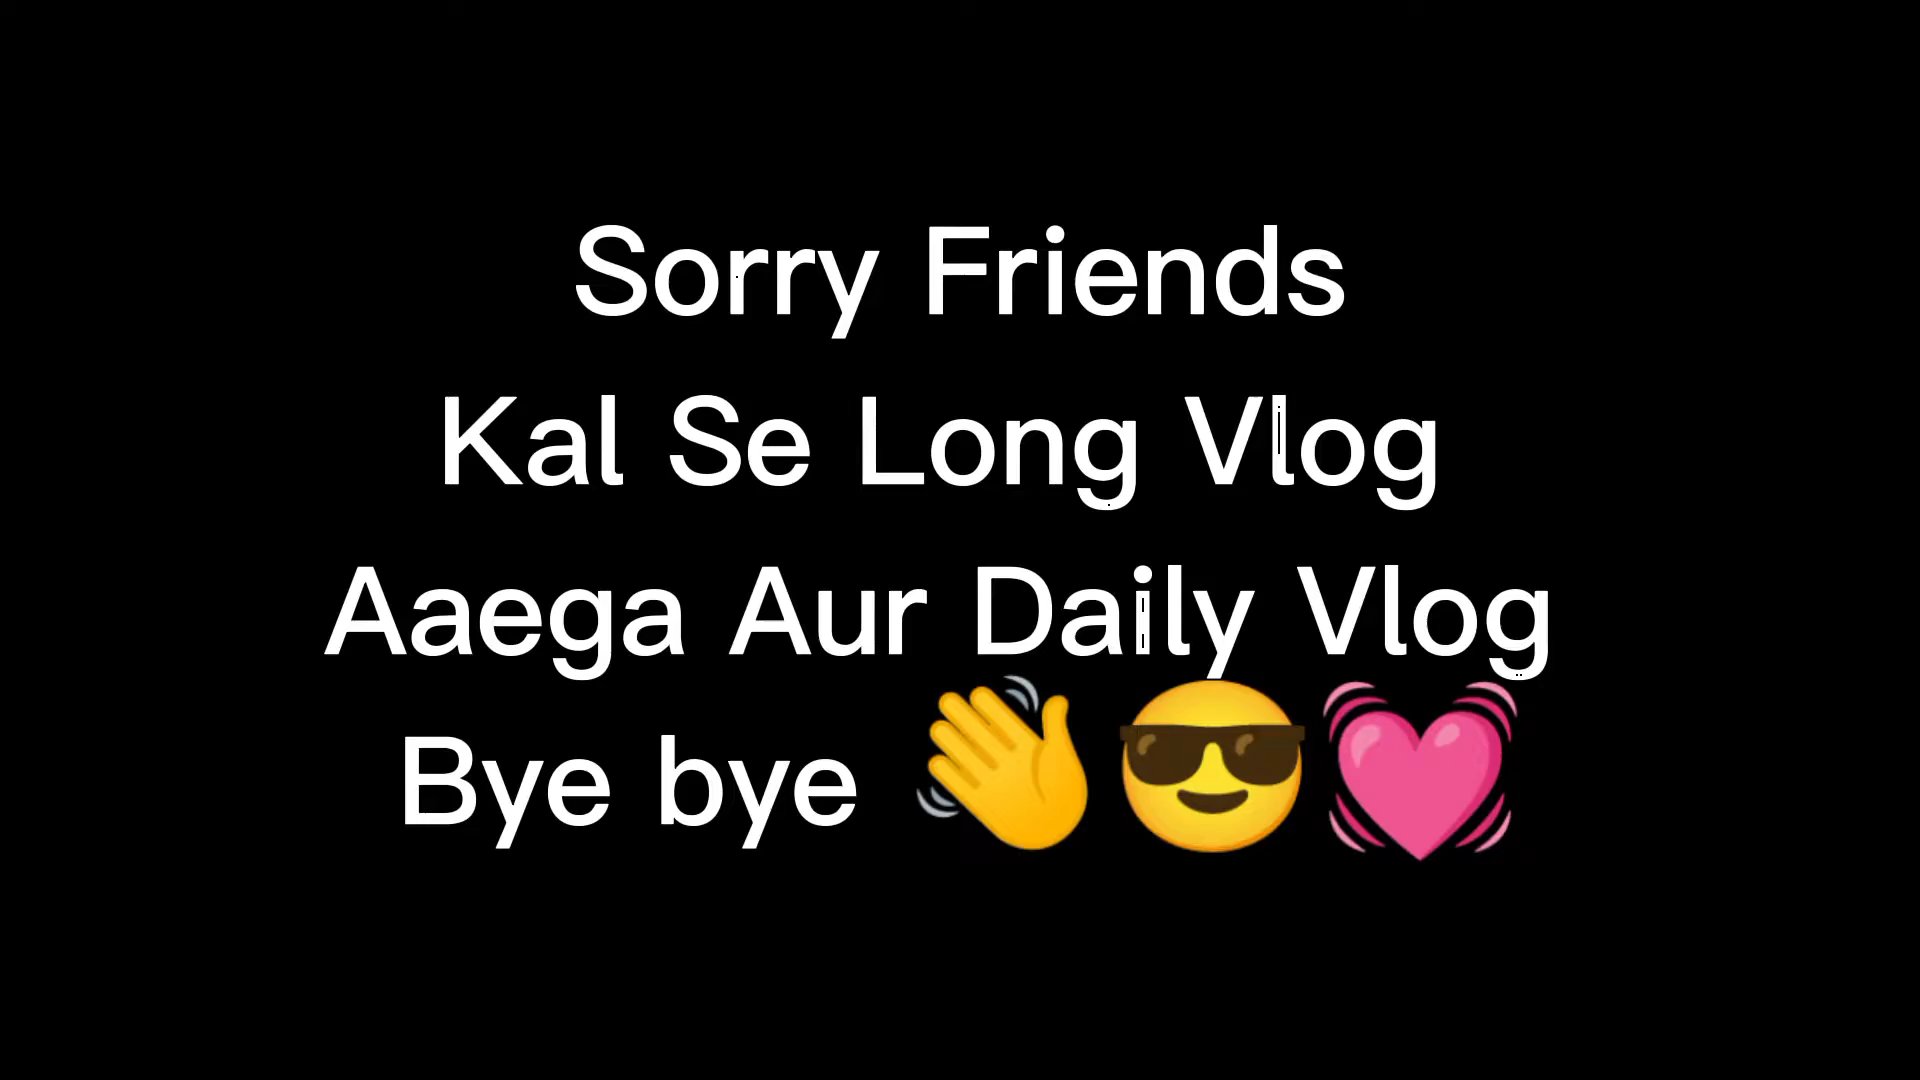 Sorry Friends
Kal Se Long Vlog
Aaega Aur Daily Vlog
Bye bye 👋😎💓